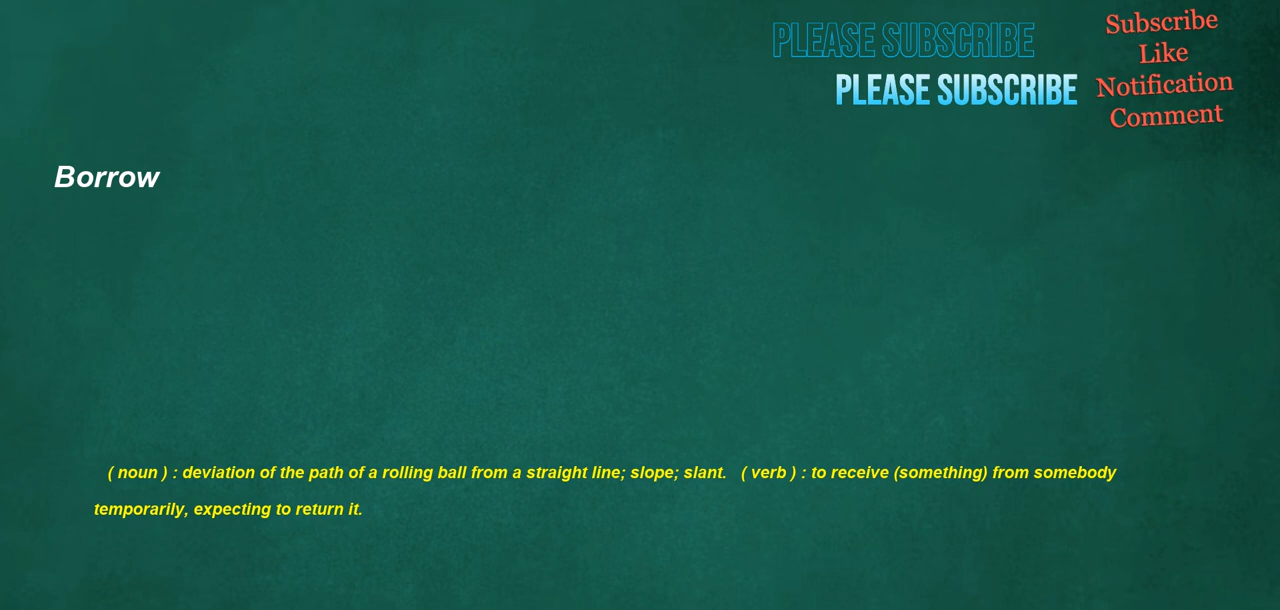 PLEASE SUBSCRIBE
PLEASE SUBSCRIBE
Subscribe
Like
Notification
Comment
Borrow
( noun ) : deviation of the path of a rolling ball from a straight line; slope; slant. ( verb ) : to receive (something) from somebody
temporarily, expecting to return it.